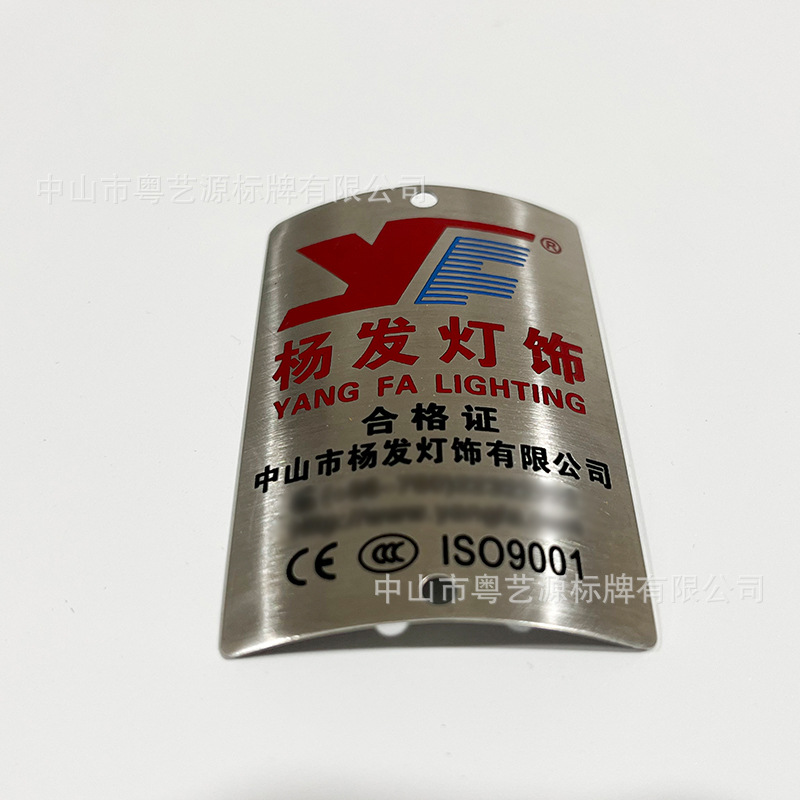 中山市粤艺源标牌有限公司
YF®
杨发灯饰
YANG FA LIGHTING
合格证
中山市杨发灯饰有限公司
CE CCC ISO9001
中山市粤艺源标牌有限公司